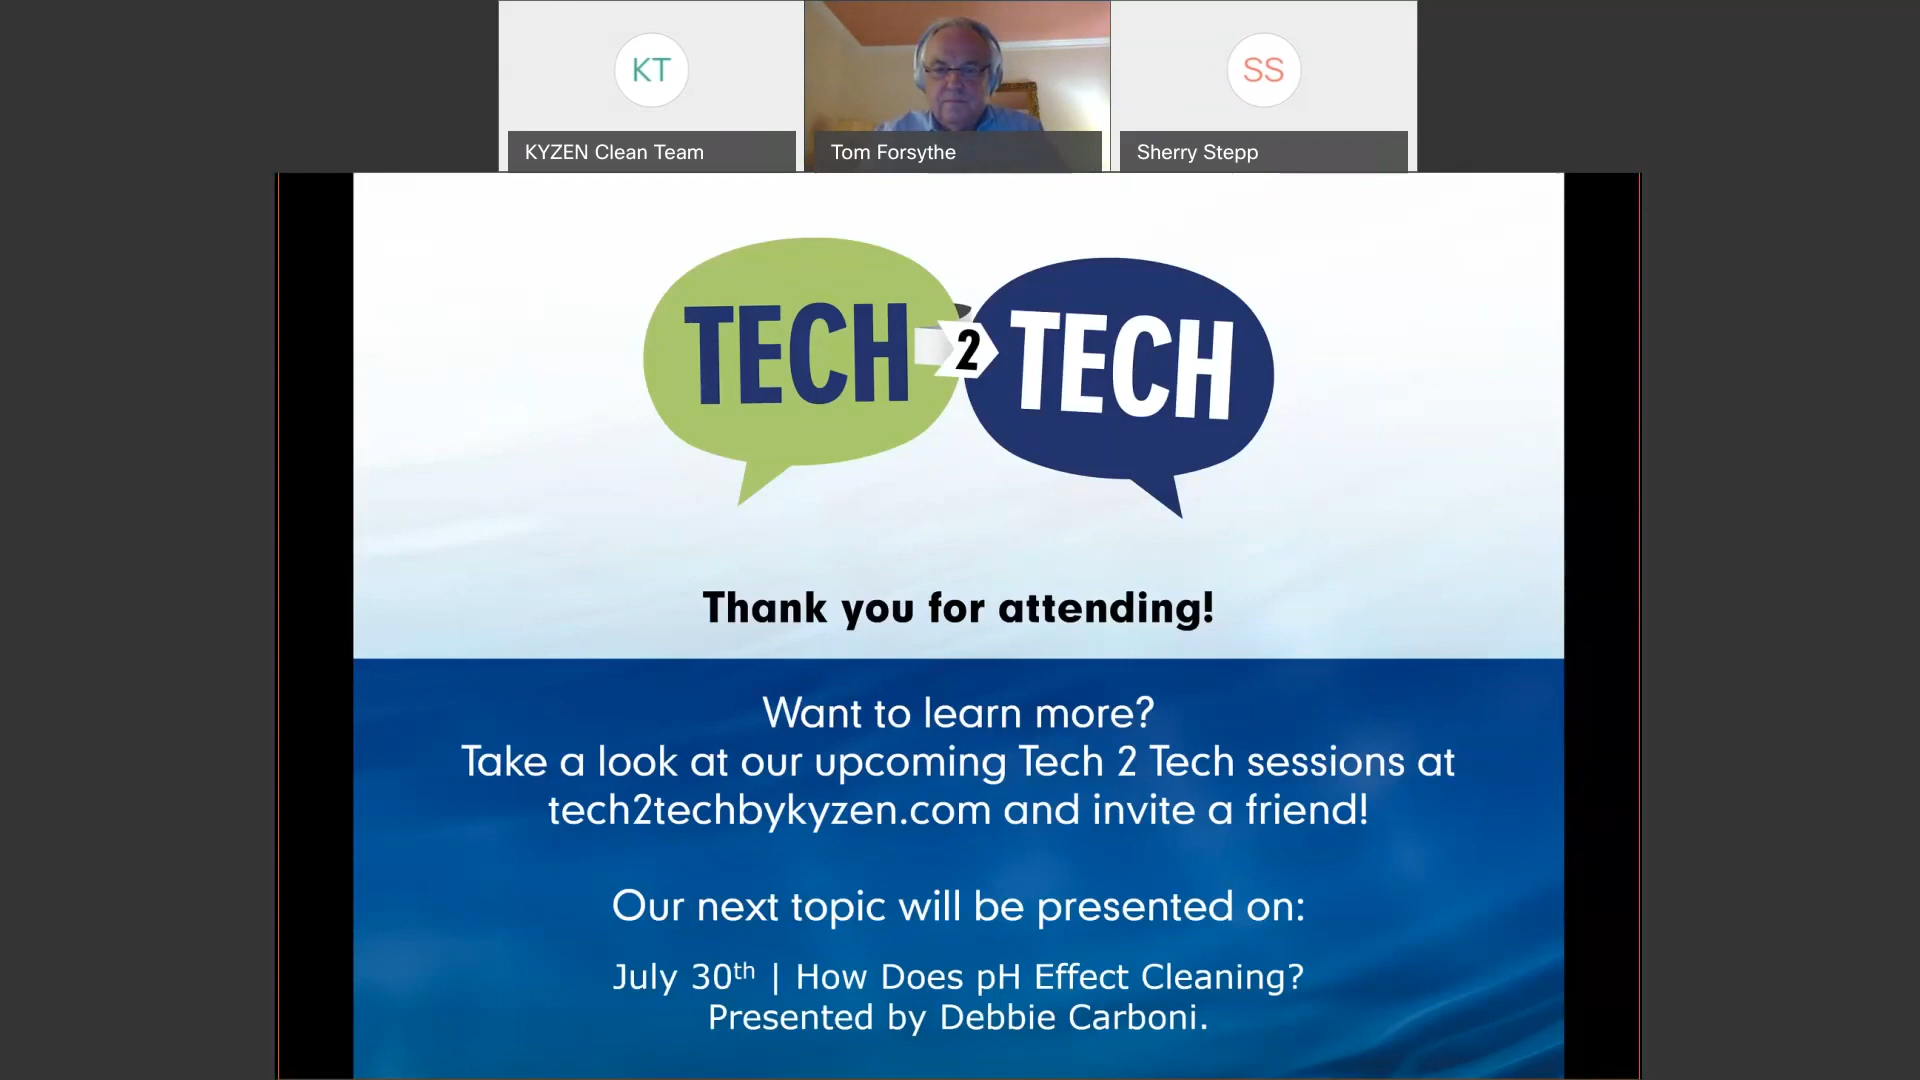 KT
SS
KYZEN Clean Team
Tom Forsythe
Sherry Stepp
TECH 2 TECH
Thank you for attending!
Want to learn more?
Take a look at our upcoming Tech 2 Tech sessions at
tech2techbykyzen.com and invite a friend!
Our next topic will be presented on:
July 30th | How Does pH Effect Cleaning?
Presented by Debbie Carboni.